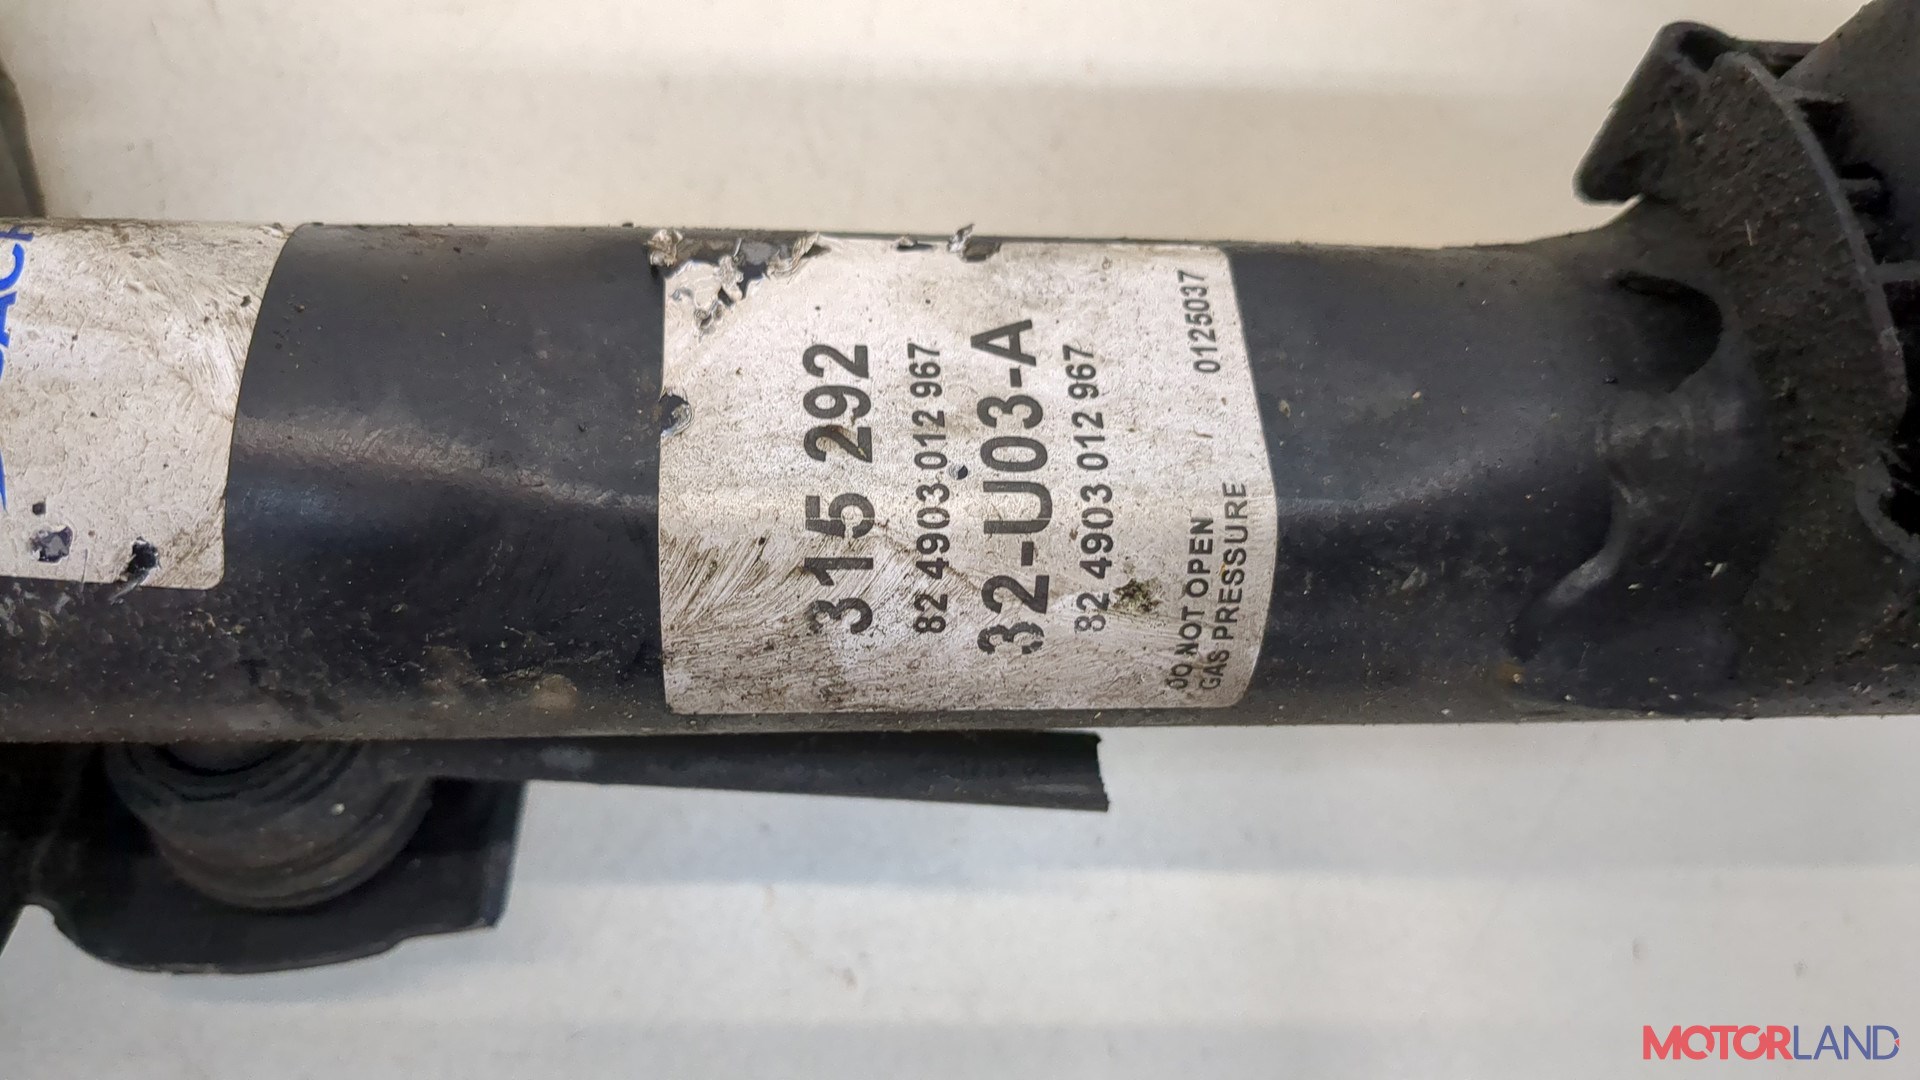 315 292
82 4903 012 967
32-U03-A
82 4903 012 967
DO NOT OPEN
GAS PRESSURE
0125037
MOTORLAND